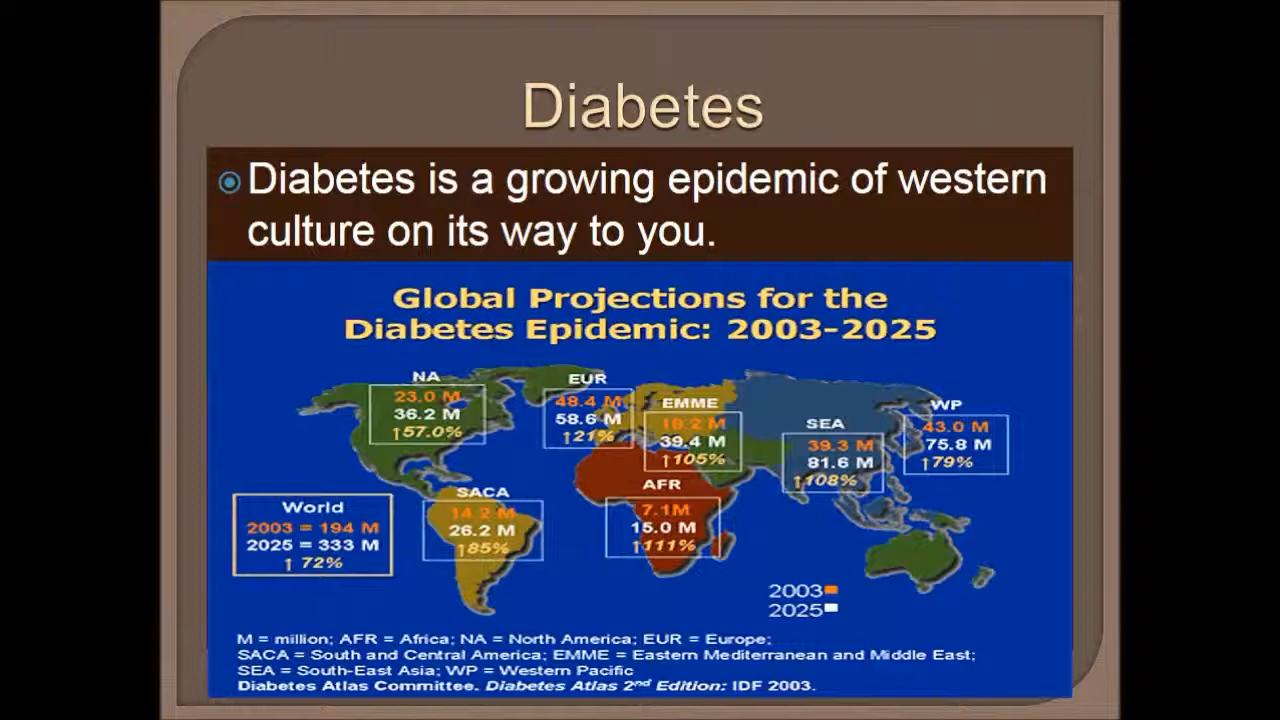 Diabetes
Diabetes is a growing epidemic of western
culture on its way to you.
Global Projections for the
Diabetes Epidemic: 2003-2025
NA
23.0 M
36.2 M
↑57.0%
EUR
48.4 M
58.6 M
↑21%
EMME
19.2 M
39.4 M
↑105%
SEA
39.3 M
81.6 M
↑108%
WP
43.0 M
75.8 M
↑79%
World
2003 = 194 M
2025 = 333 M
↑ 72%
SACA
14.2 M
26.2 M
↑85%
AFR
7.1M
15.0 M
↑111%
2003
2025
M = million; AFR = Africa; NA = North America; EUR = Europe;
SACA = South and Central America; EMME = Eastern Mediterranean and Middle East;
SEA = South-East Asia; WP = Western Pacific
Diabetes Atlas Committee. Diabetes Atlas 2nd Edition: IDF 2003.